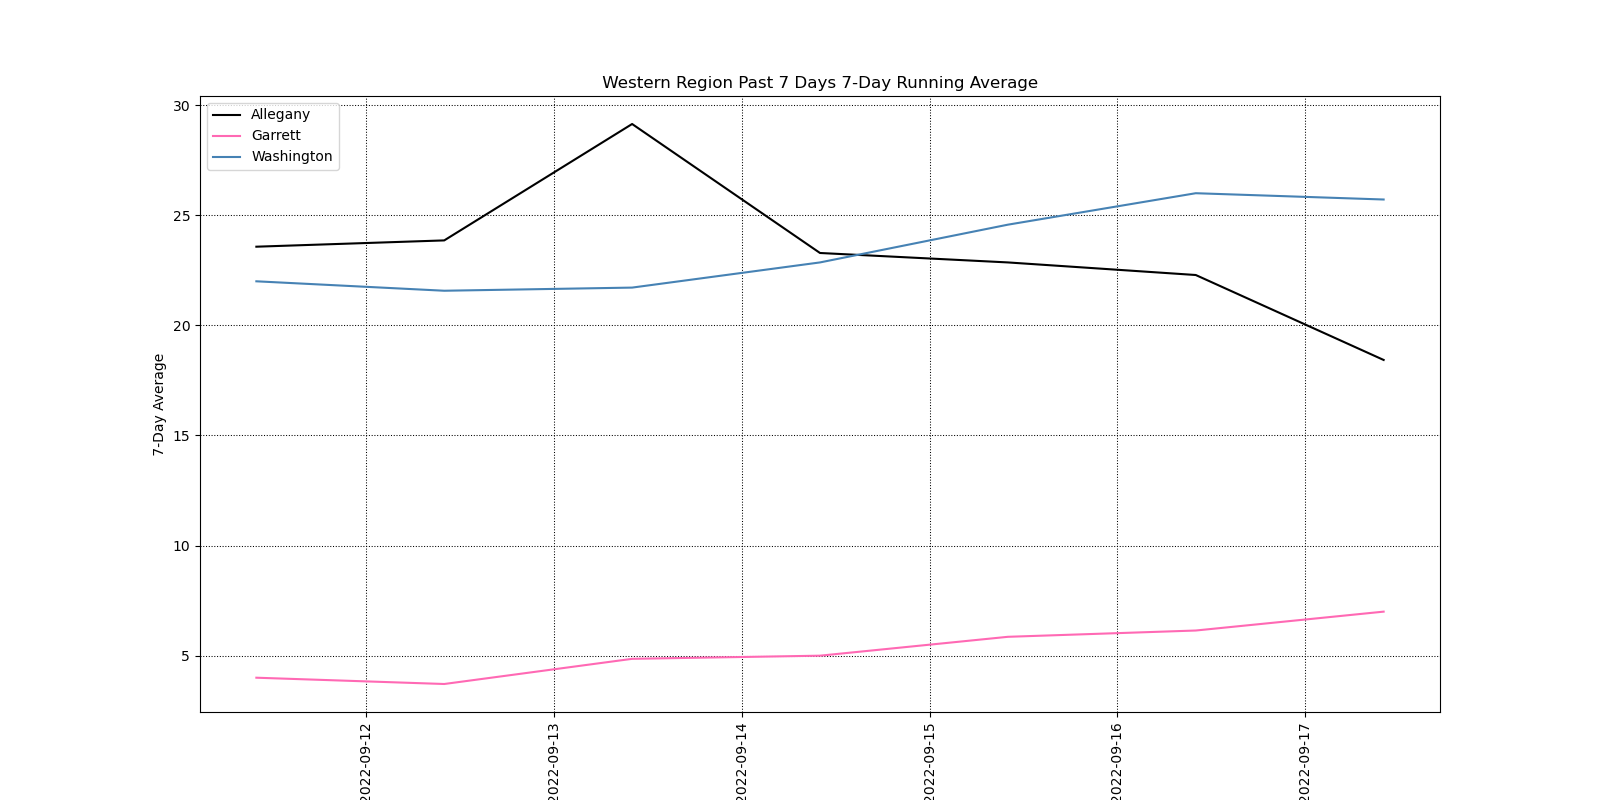 Western Region Past 7 Days 7-Day Running Average
Allegany
Garrett
Washington
7-Day Average
30
25
20
15
10
5
2022-09-12
2022-09-13
2022-09-14
2022-09-15
2022-09-16
2022-09-17